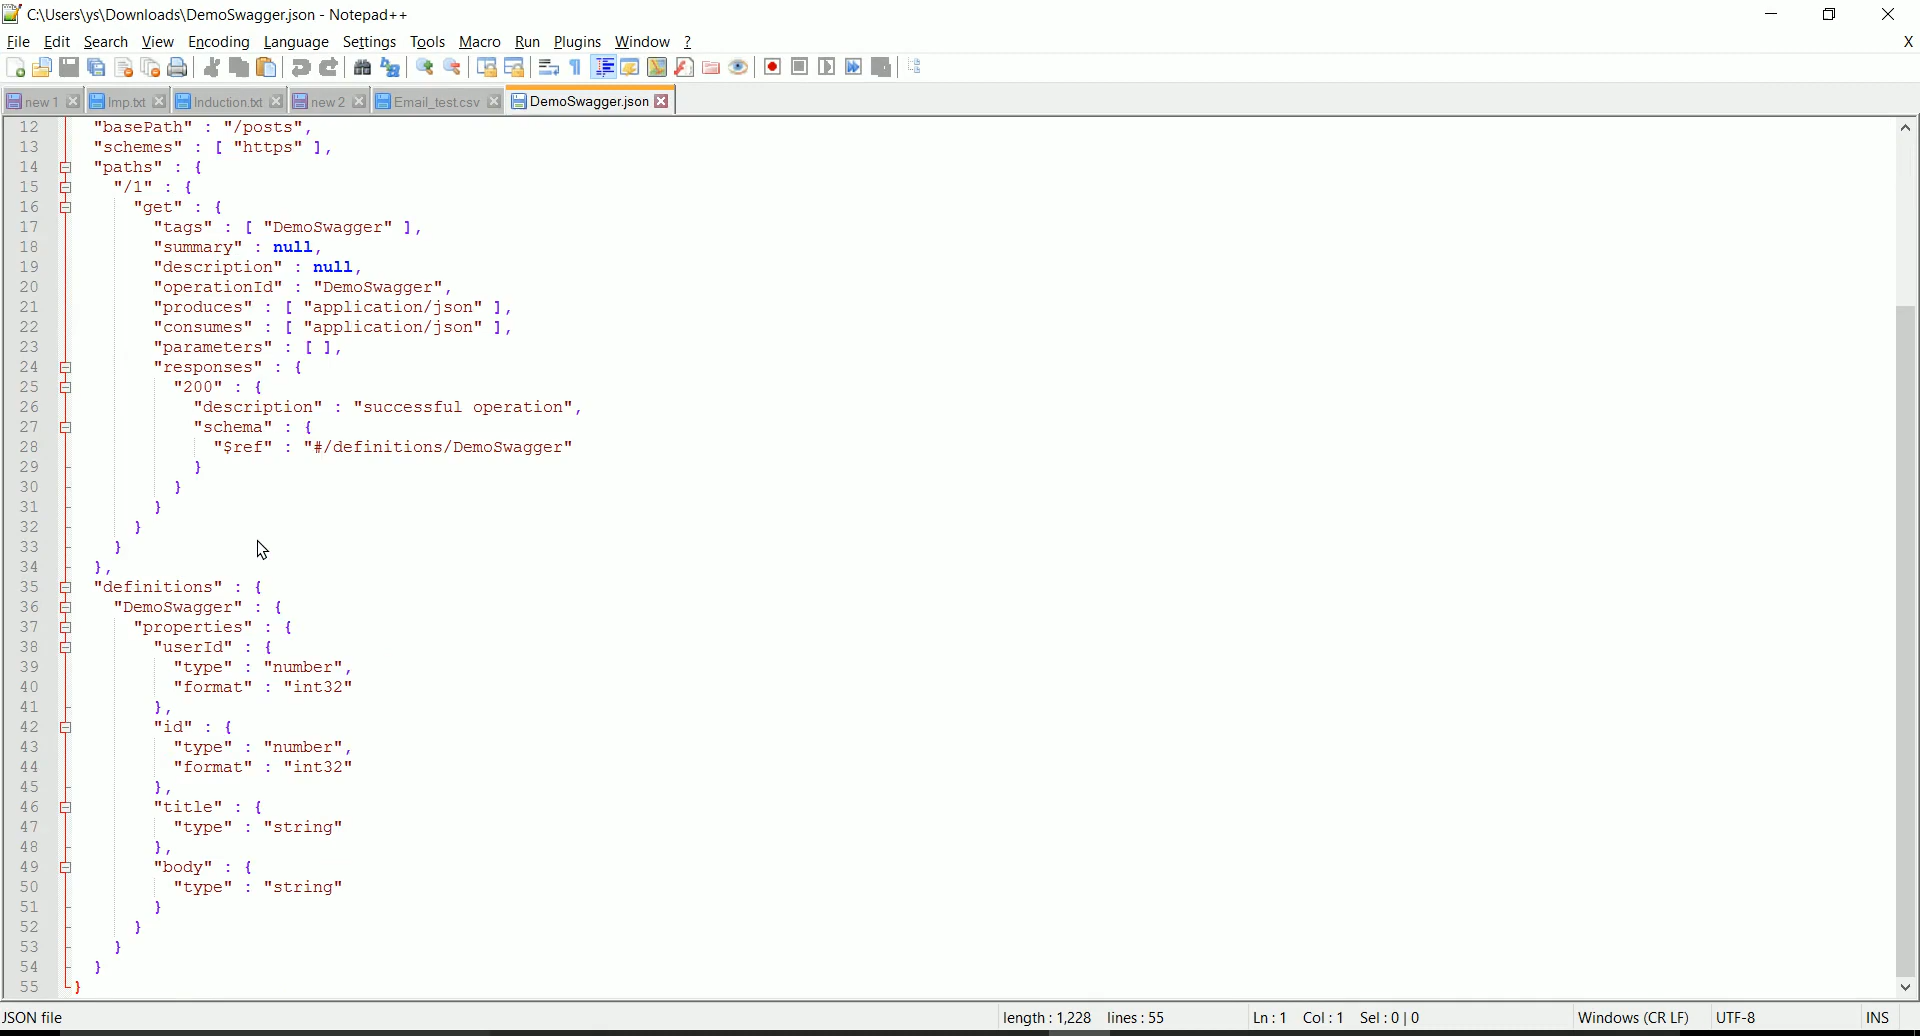 C:\Users\ys\Downloads\DemoSwagger.json - Notepad++
File Edit Search View Encoding Language Settings Tools Macro Run Plugins Window ? X
new 1 Imp.txt Induction.txt new 2 Email_test.csv DemoSwagger.json
12 "basePath" : "/posts",
13 "schemes" : [ "https" ],
14 "paths" : {
15 "/1" : {
16 "get" : {
17 "tags" : [ "DemoSwagger" ],
18 "summary" : null,
19 "description" : null,
20 "operationId" : "DemoSwagger",
21 "produces" : [ "application/json" ],
22 "consumes" : [ "application/json" ],
23 "parameters" : [ ],
24 "responses" : {
25 "200" : {
26 "description" : "successful operation",
27 "schema" : {
28 "$ref" : "#/definitions/DemoSwagger"
29 }
30 }
31 }
32 }
33 }
34 },
35 "definitions" : {
36 "DemoSwagger" : {
37 "properties" : {
38 "userId" : {
39 "type" : "number",
40 "format" : "int32"
41 },
42 "id" : {
43 "type" : "number",
44 "format" : "int32"
45 },
46 "title" : {
47 "type" : "string"
48 },
49 "body" : {
50 "type" : "string"
51 }
52 }
53 }
54 }
55 }
JSON file length : 1,228 lines : 55 Ln : 1 Col : 1 Sel : 0 | 0 Windows (CR LF) UTF-8 INS